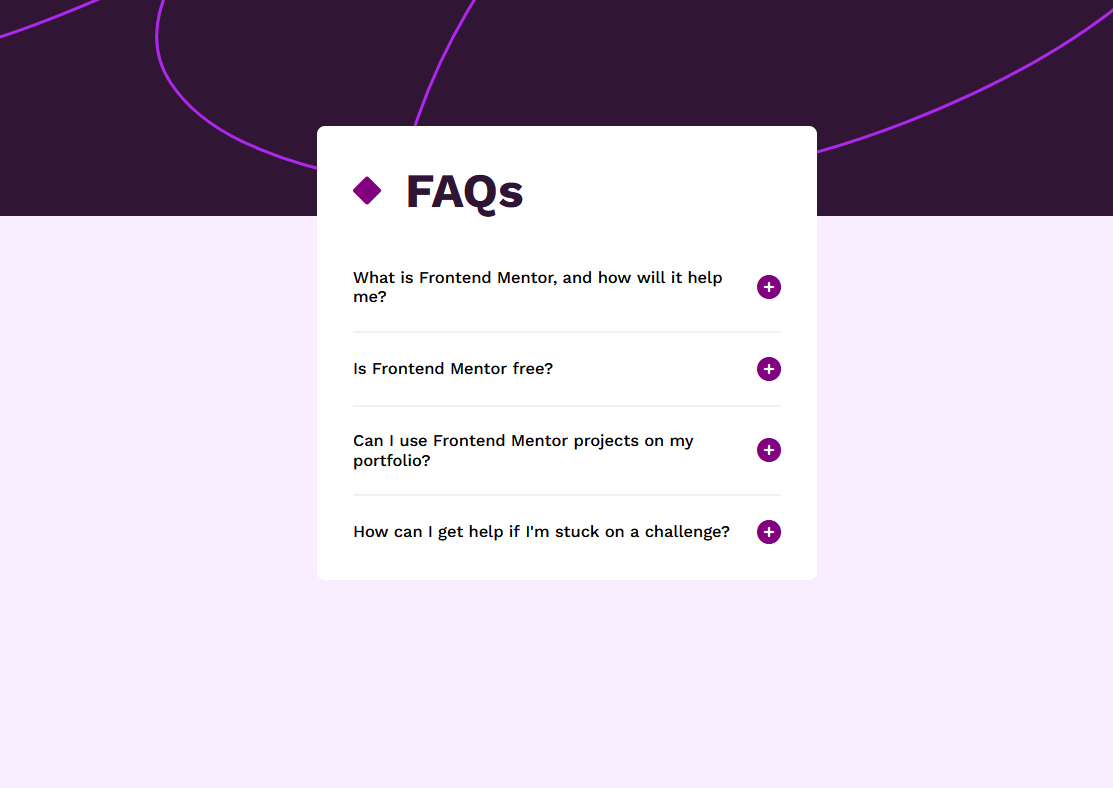 FAQs
What is Frontend Mentor, and how will it help
me?
Is Frontend Mentor free?
Can I use Frontend Mentor projects on my
portfolio?
How can I get help if I'm stuck on a challenge?